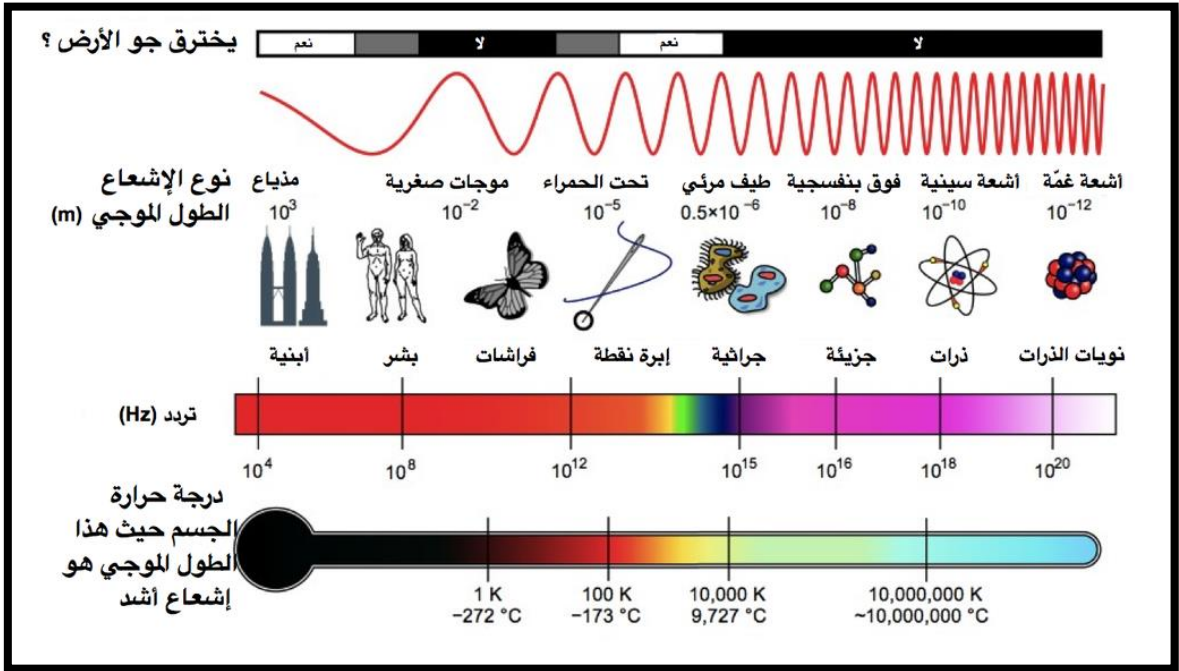 يخترق جو الأرض ؟
نعم
لا
نعم
لا
نوع الإشعاع
مذياع
موجات صغرية
تحت الحمراء
طيف مرئي
فوق بنفسجية
أشعة سينية
أشعة غمّة
الطول الموجي (m)
10³
10⁻²
10⁻⁵
0.5×10⁻⁶
10⁻⁸
10⁻¹⁰
10⁻¹²
أبنية
بشر
فراشات
إبرة نقطة
جراثية
جزيئة
ذرات
نويات الذرات
تردد (Hz)
10⁴
10⁸
10¹²
10¹⁵
10¹⁶
10¹⁸
10²⁰
درجة حرارة
الجسم حيث هذا
الطول الموجي هو
إشعاع أشد
1 K
−272 °C
100 K
−173 °C
10,000 K
9,727 °C
10,000,000 K
~10,000,000 °C